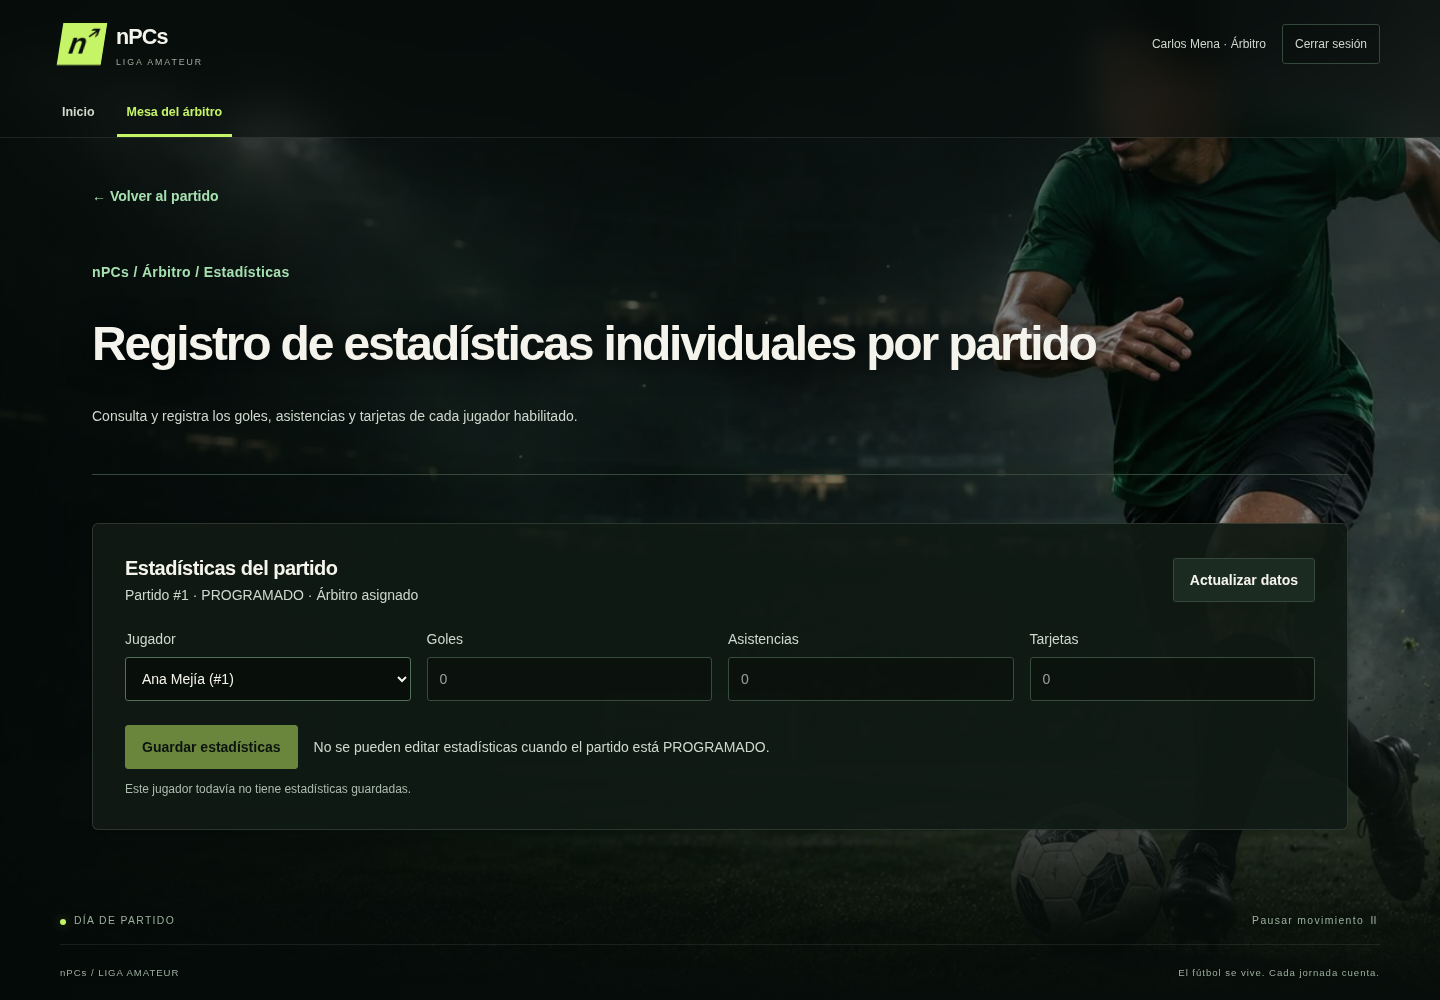 n nPCs
LIGA AMATEUR
Carlos Mena · Árbitro
Cerrar sesión
Inicio
Mesa del árbitro
← Volver al partido
nPCs / Árbitro / Estadísticas
Registro de estadísticas individuales por partido
Consulta y registra los goles, asistencias y tarjetas de cada jugador habilitado.
Estadísticas del partido
Partido #1 · PROGRAMADO · Árbitro asignado
Actualizar datos
Jugador
Goles
Asistencias
Tarjetas
Ana Mejía (#1)
0
0
0
Guardar estadísticas
No se pueden editar estadísticas cuando el partido está PROGRAMADO.
Este jugador todavía no tiene estadísticas guardadas.
DÍA DE PARTIDO
Pausar movimiento
nPCs / LIGA AMATEUR
El fútbol se vive. Cada jornada cuenta.